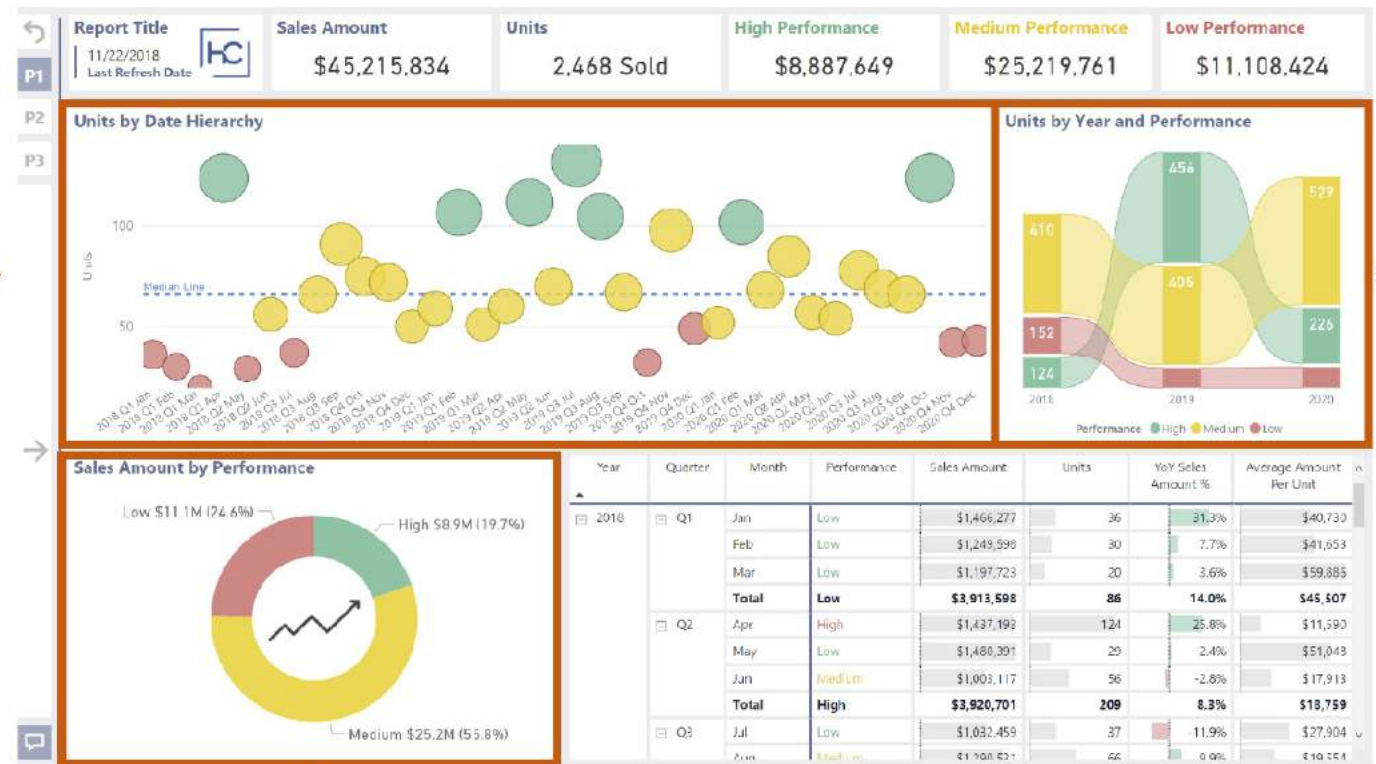 Report Title
11/22/2018
Last Refresh Date
HC
Sales Amount
$45,215,834
Units
2,468 Sold
High Performance
$8,887,649
Medium Performance
$25,219,761
Low Performance
$11,108,424
P1
P2
P3
Units by Date Hierarchy
Units
100
50
Median Line
2018 Q1 Jan
2018 Q1 Feb
2018 Q1 Mar
2018 Q2 Apr
2018 Q2 May
2018 Q2 Jun
2018 Q3 Jul
2018 Q3 Aug
2018 Q3 Sep
2018 Q4 Oct
2018 Q4 Nov
2018 Q4 Dec
2019 Q1 Jan
2019 Q1 Feb
2019 Q1 Mar
2019 Q2 Apr
2019 Q2 May
2019 Q2 Jun
2019 Q3 Jul
2019 Q3 Aug
2019 Q3 Sep
2019 Q4 Oct
2019 Q4 Nov
2019 Q4 Dec
2020 Q1 Jan
2020 Q1 Feb
2020 Q1 Mar
2020 Q2 Apr
2020 Q2 May
2020 Q2 Jun
2020 Q3 Jul
2020 Q3 Aug
2020 Q3 Sep
2020 Q4 Oct
2020 Q4 Nov
2020 Q4 Dec
Units by Year and Performance
456
529
410
405
152
226
124
2018 2019 2020
Performance High Medium Low
Sales Amount by Performance
Low $11.1M (24.6%)
High $8.9M (19.7%)
Medium $25.2M (55.8%)
Year Quarter Month Performance Sales Amount Units YoY Sales Amount % Average Amount Per Unit
2018 Q1 Jan Low $1,466,277 36 31.3% $40,730
Feb Low $1,249,598 30 7.7% $41,653
Mar Low $1,197,723 20 3.6% $59,886
Total Low $3,913,598 86 14.0% $45,507
Q2 Apr High $1,437,193 124 25.8% $11,590
May Low $1,480,391 29 2.4% $51,048
Jun Medium $1,003,117 56 -2.8% $17,913
Total High $3,920,701 209 8.3% $18,759
Q3 Jul Low $1,032,459 37 -11.9% $27,904
Aug Medium 66 9.9%